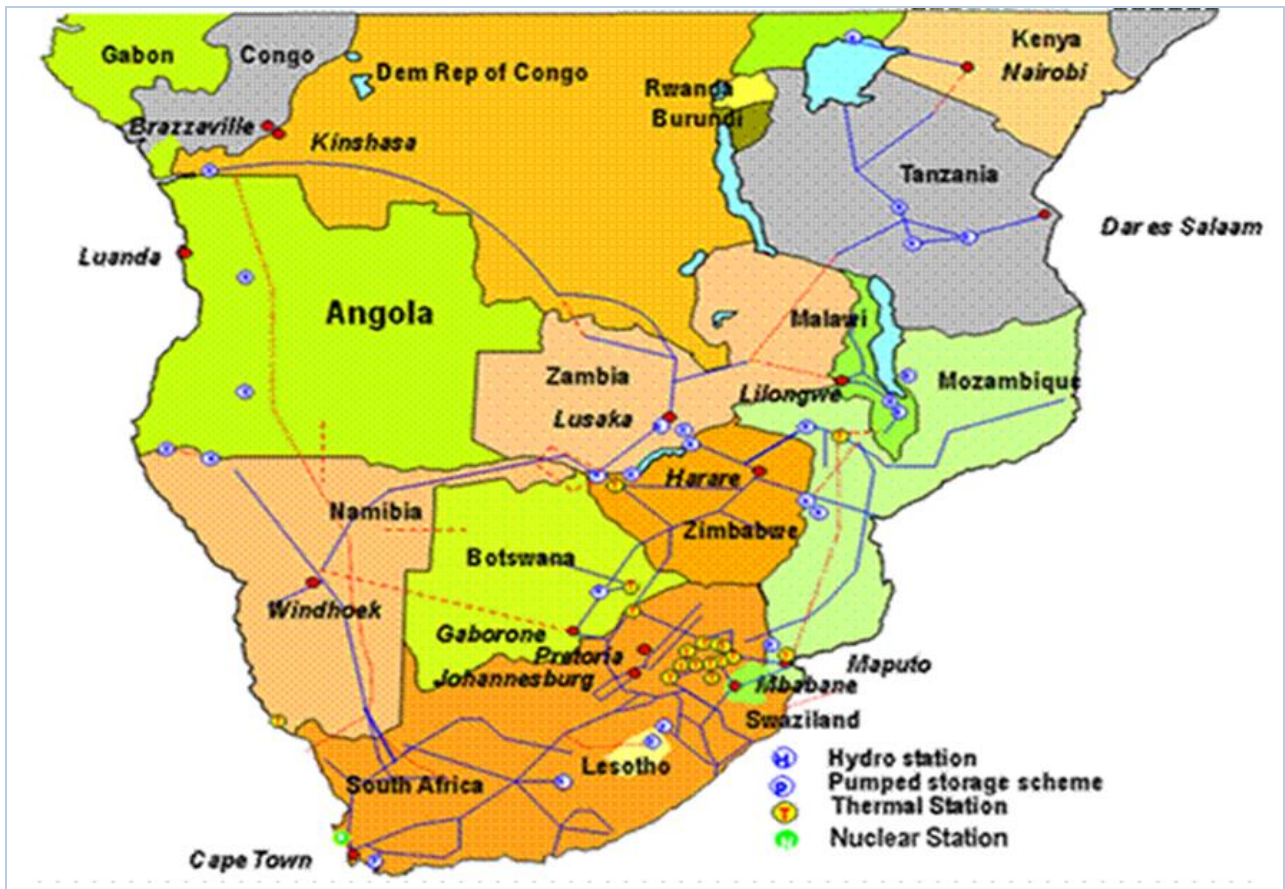 Gabon
Congo
Kenya
Nairobi
Dem Rep of Congo
Rwanda
Burundi
Brazzaville
Kinshasa
Tanzania
Dar es Salaam
Luanda
Angola
Malawi
Zambia
Lilongwe
Mozambique
Lusaka
Harare
Namibia
Zimbabwe
Botswana
Windhoek
Gaborone
Pretoria
Johannesburg
Maputo
Mbabane
Swaziland
Lesotho
South Africa
Cape Town
H Hydro station
P Pumped storage scheme
T Thermal Station
N Nuclear Station